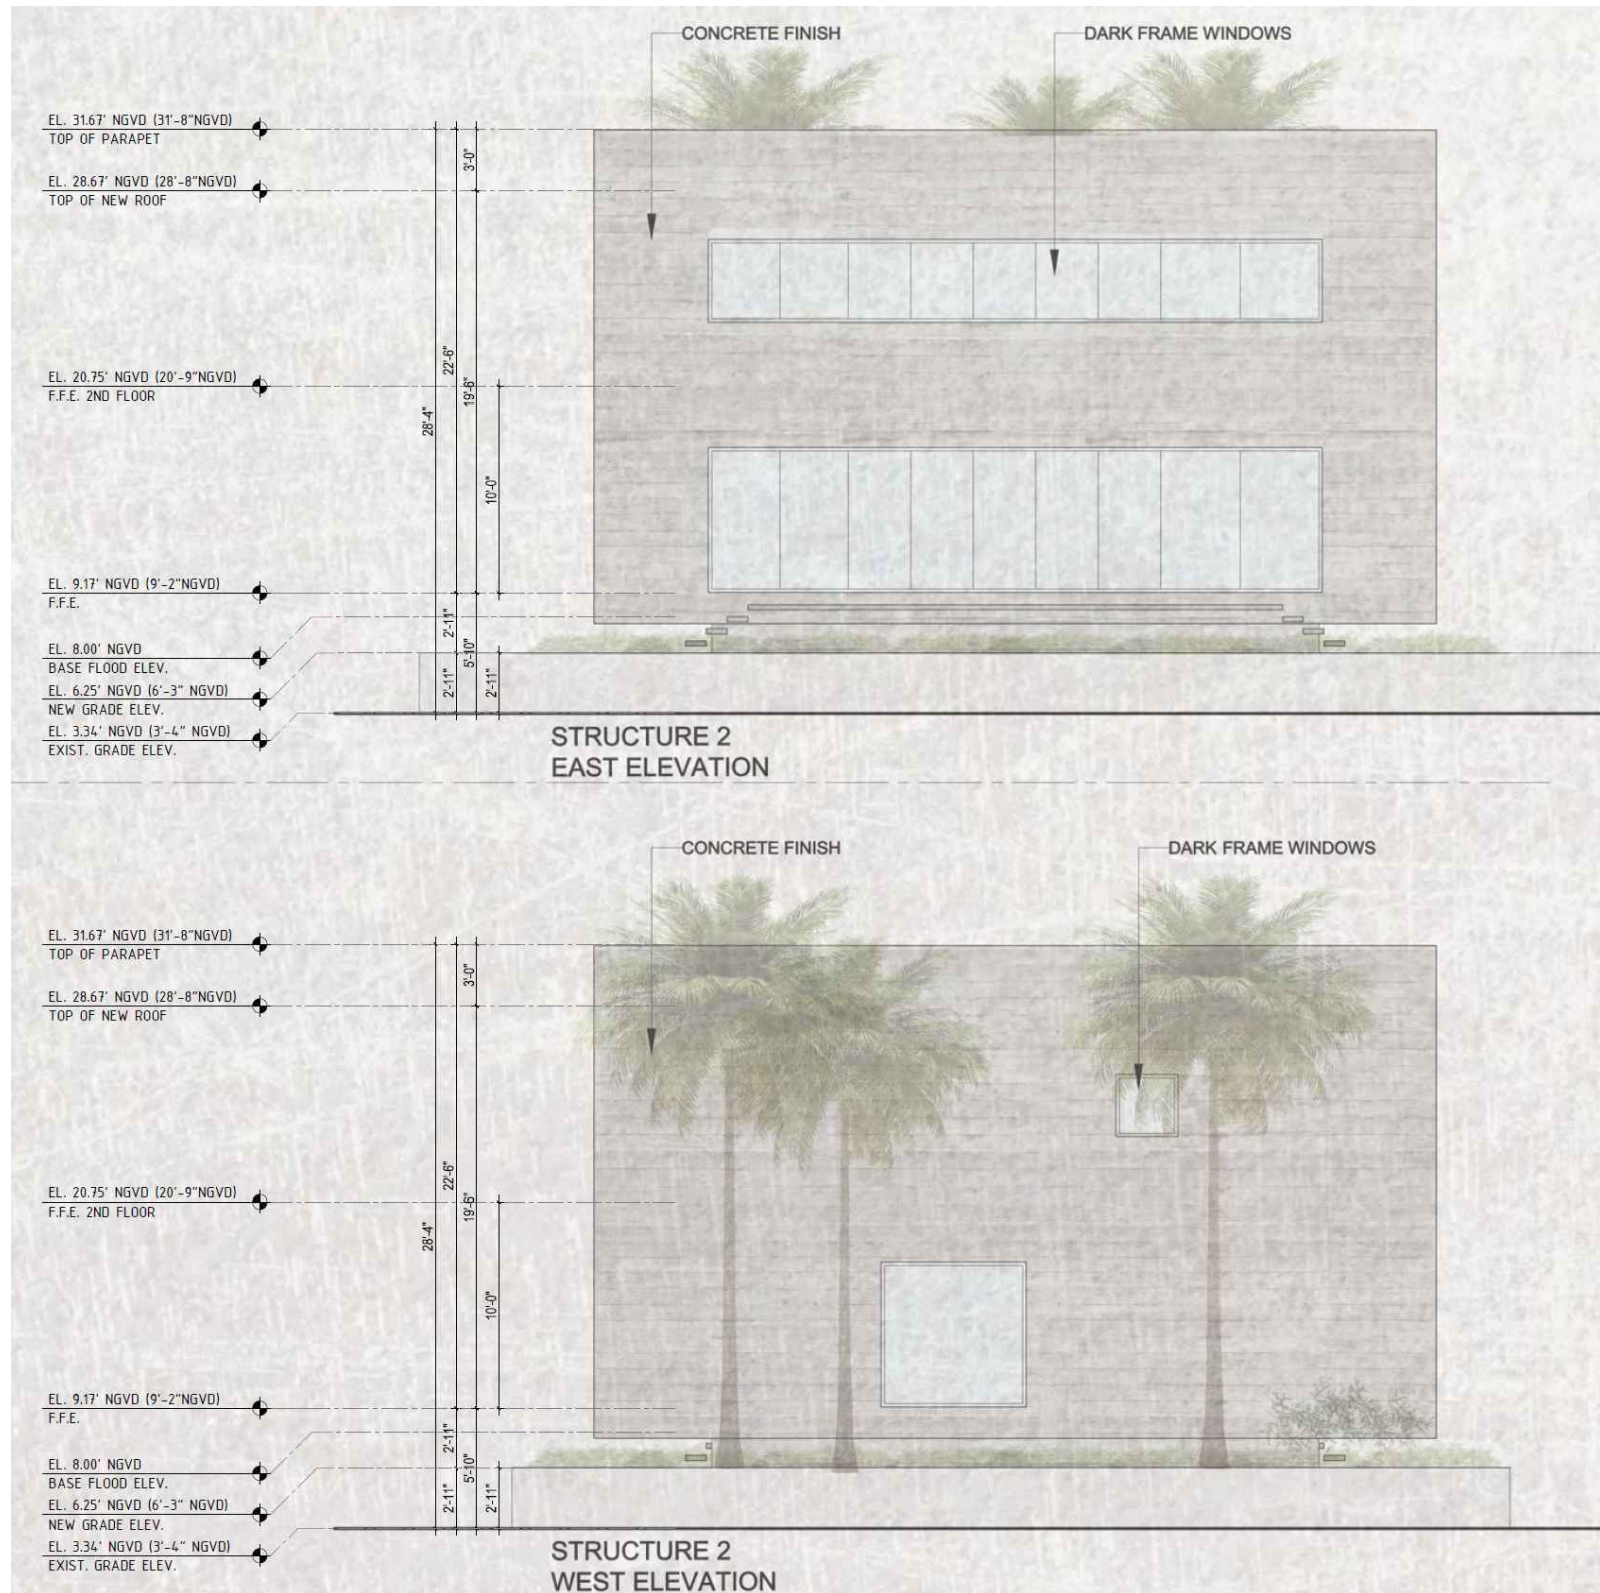 CONCRETE FINISH
DARK FRAME WINDOWS
EL. 31.67' NGVD (31'-8"NGVD)
TOP OF PARAPET
3'-0"
EL. 28.67' NGVD (28'-8"NGVD)
TOP OF NEW ROOF
22'-6"
19'-6"
28'-4"
EL. 20.75' NGVD (20'-9"NGVD)
F.F.E. 2ND FLOOR
10'-0"
EL. 9.17' NGVD (9'-2"NGVD)
F.F.E.
2'-11"
5'-10"
EL. 8.00' NGVD
BASE FLOOD ELEV.
2'-11"
2'-11"
EL. 6.25' NGVD (6'-3" NGVD)
NEW GRADE ELEV.
EL. 3.34' NGVD (3'-4" NGVD)
EXIST. GRADE ELEV.
STRUCTURE 2
EAST ELEVATION
CONCRETE FINISH
DARK FRAME WINDOWS
EL. 31.67' NGVD (31'-8"NGVD)
TOP OF PARAPET
3'-0"
EL. 28.67' NGVD (28'-8"NGVD)
TOP OF NEW ROOF
22'-6"
19'-6"
28'-4"
EL. 20.75' NGVD (20'-9"NGVD)
F.F.E. 2ND FLOOR
10'-0"
EL. 9.17' NGVD (9'-2"NGVD)
F.F.E.
2'-11"
5'-10"
EL. 8.00' NGVD
BASE FLOOD ELEV.
2'-11"
2'-11"
EL. 6.25' NGVD (6'-3" NGVD)
NEW GRADE ELEV.
EL. 3.34' NGVD (3'-4" NGVD)
EXIST. GRADE ELEV.
STRUCTURE 2
WEST ELEVATION